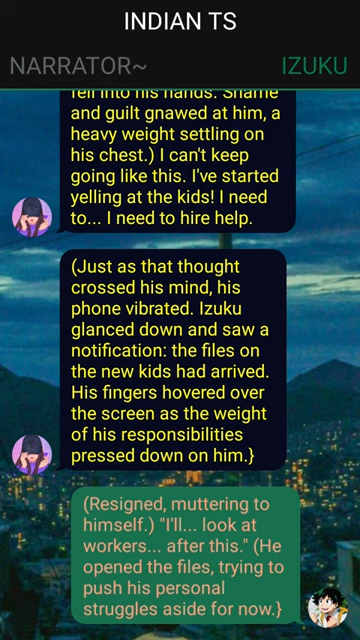 INDIAN TS
NARRATOR~ IZUKU
fell into his hands. Shame
and guilt gnawed at him, a
heavy weight settling on
his chest.) I can't keep
going like this. I've started
yelling at the kids! I need
to... I need to hire help.
(Just as that thought
crossed his mind, his
phone vibrated. Izuku
glanced down and saw a
notification: the files on
the new kids had arrived.
His fingers hovered over
the screen as the weight
of his responsibilities
pressed down on him.}
(Resigned, muttering to
himself.) "I'll... look at
workers... after this." (He
opened the files, trying to
push his personal
struggles aside for now.}